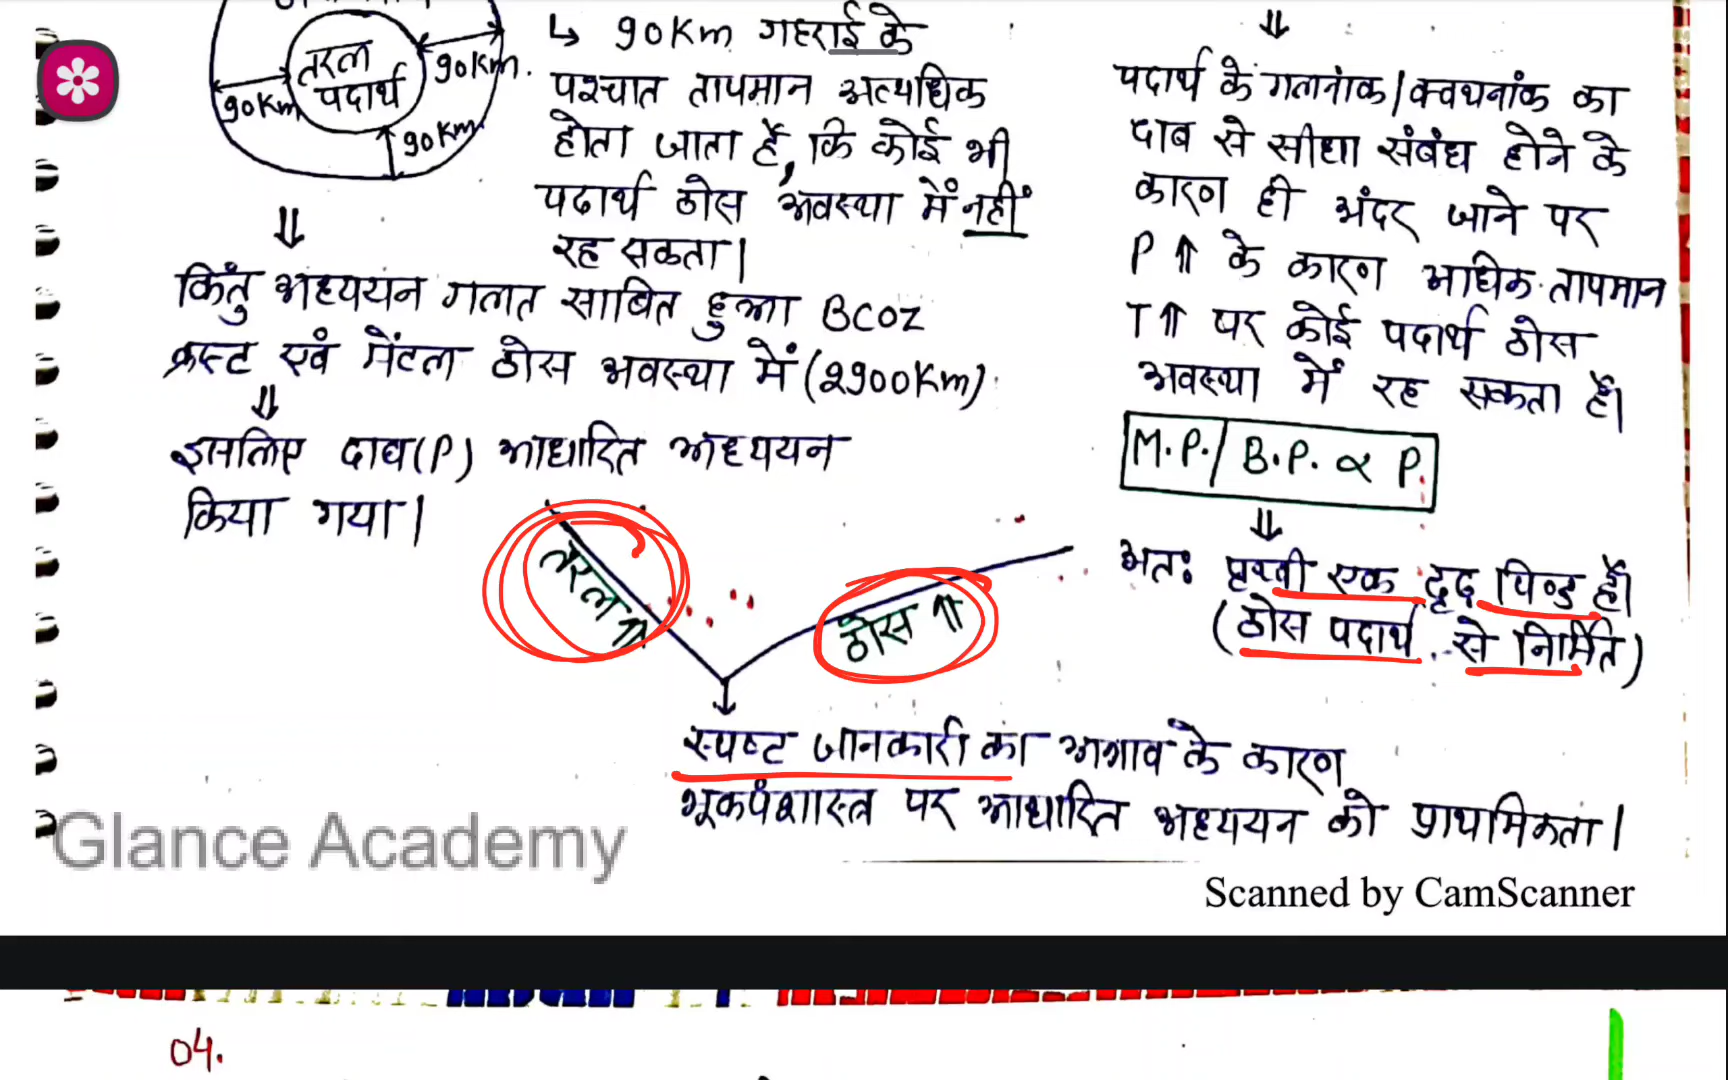 तरल
पदार्थ
90Km.
90Km
90Km
↳ 90Km गहराई के
पश्चात तापमान अत्यधिक
होता जाता है, कि कोई भी
पदार्थ ठोस अवस्था में नहीं
रह सकता।
⇓
किंतु अध्ययन गलत साबित हुआ BCOZ
क्रस्ट एवं मेंटल ठोस अवस्था में (2900Km)
⇓
इसलिए दाब(P) आधारित अध्ययन
किया गया।
तरल ⇑
ठोस ⇑
स्पष्ट जानकारी का अभाव के कारण
भूकंपशास्त्र पर आधारित अध्ययन को प्राथमिकता।
⇓
पदार्थ के गलनांक/क्वथनांक का
दाब से सीधा संबंध होने के
कारण ही अंदर जाने पर
P ⇑ के कारण अधिक तापमान
T⇑ पर कोई पदार्थ ठोस
अवस्था में रह सकता है।
M.P./ B.P. ∝ P.
⇓
अतः पृथ्वी एक दृढ़ पिण्ड है।
(ठोस पदार्थ से निर्मित)
Glance Academy
Scanned by CamScanner
04.